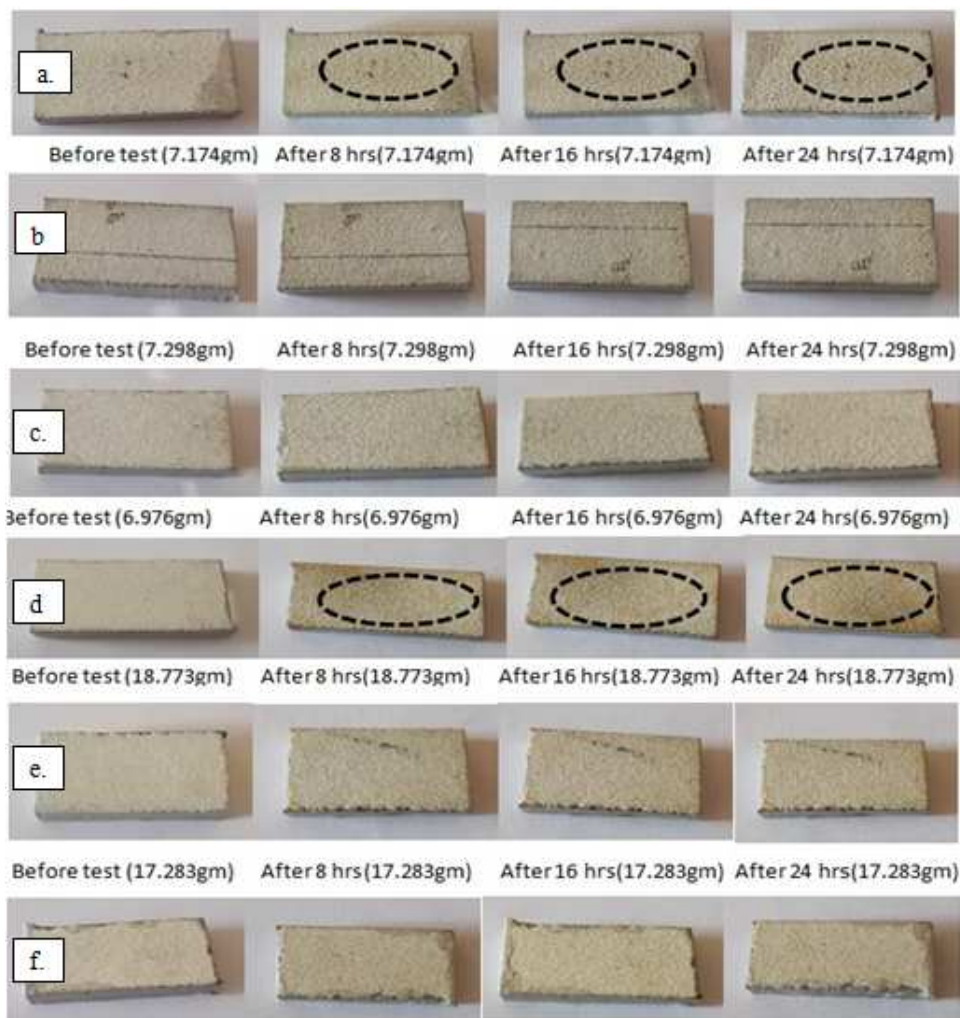 a.
Before test (7.174gm) After 8 hrs(7.174gm) After 16 hrs(7.174gm) After 24 hrs(7.174gm)
b
Before test (7.298gm) After 8 hrs(7.298gm) After 16 hrs(7.298gm) After 24 hrs(7.298gm)
c.
Before test (6.976gm) After 8 hrs(6.976gm) After 16 hrs(6.976gm) After 24 hrs(6.976gm)
d
Before test (18.773gm) After 8 hrs(18.773gm) After 16 hrs(18.773gm) After 24 hrs(18.773gm)
e.
Before test (17.283gm) After 8 hrs(17.283gm) After 16 hrs(17.283gm) After 24 hrs(17.283gm)
f.